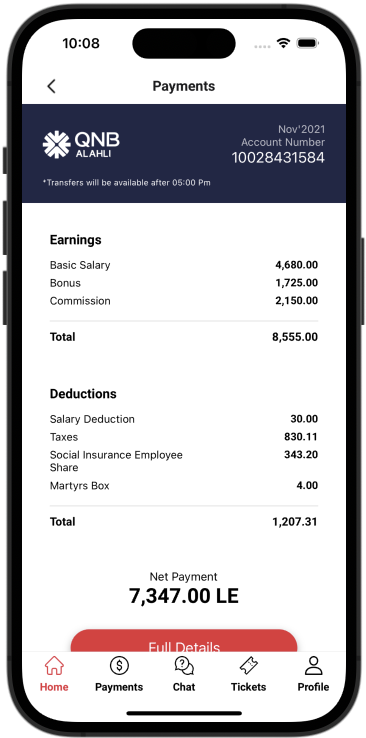 10:08
Payments
QNB
ALAHLI
Nov'2021
Account Number
10028431584
*Transfers will be available after 05:00 Pm
Earnings
Basic Salary 4,680.00
Bonus 1,725.00
Commission 2,150.00
Total 8,555.00
Deductions
Salary Deduction 30.00
Taxes 830.11
Social Insurance Employee 343.20
Share
Martyrs Box 4.00
Total 1,207.31
Net Payment
7,347.00 LE
Full Details
Home Payments Chat Tickets Profile